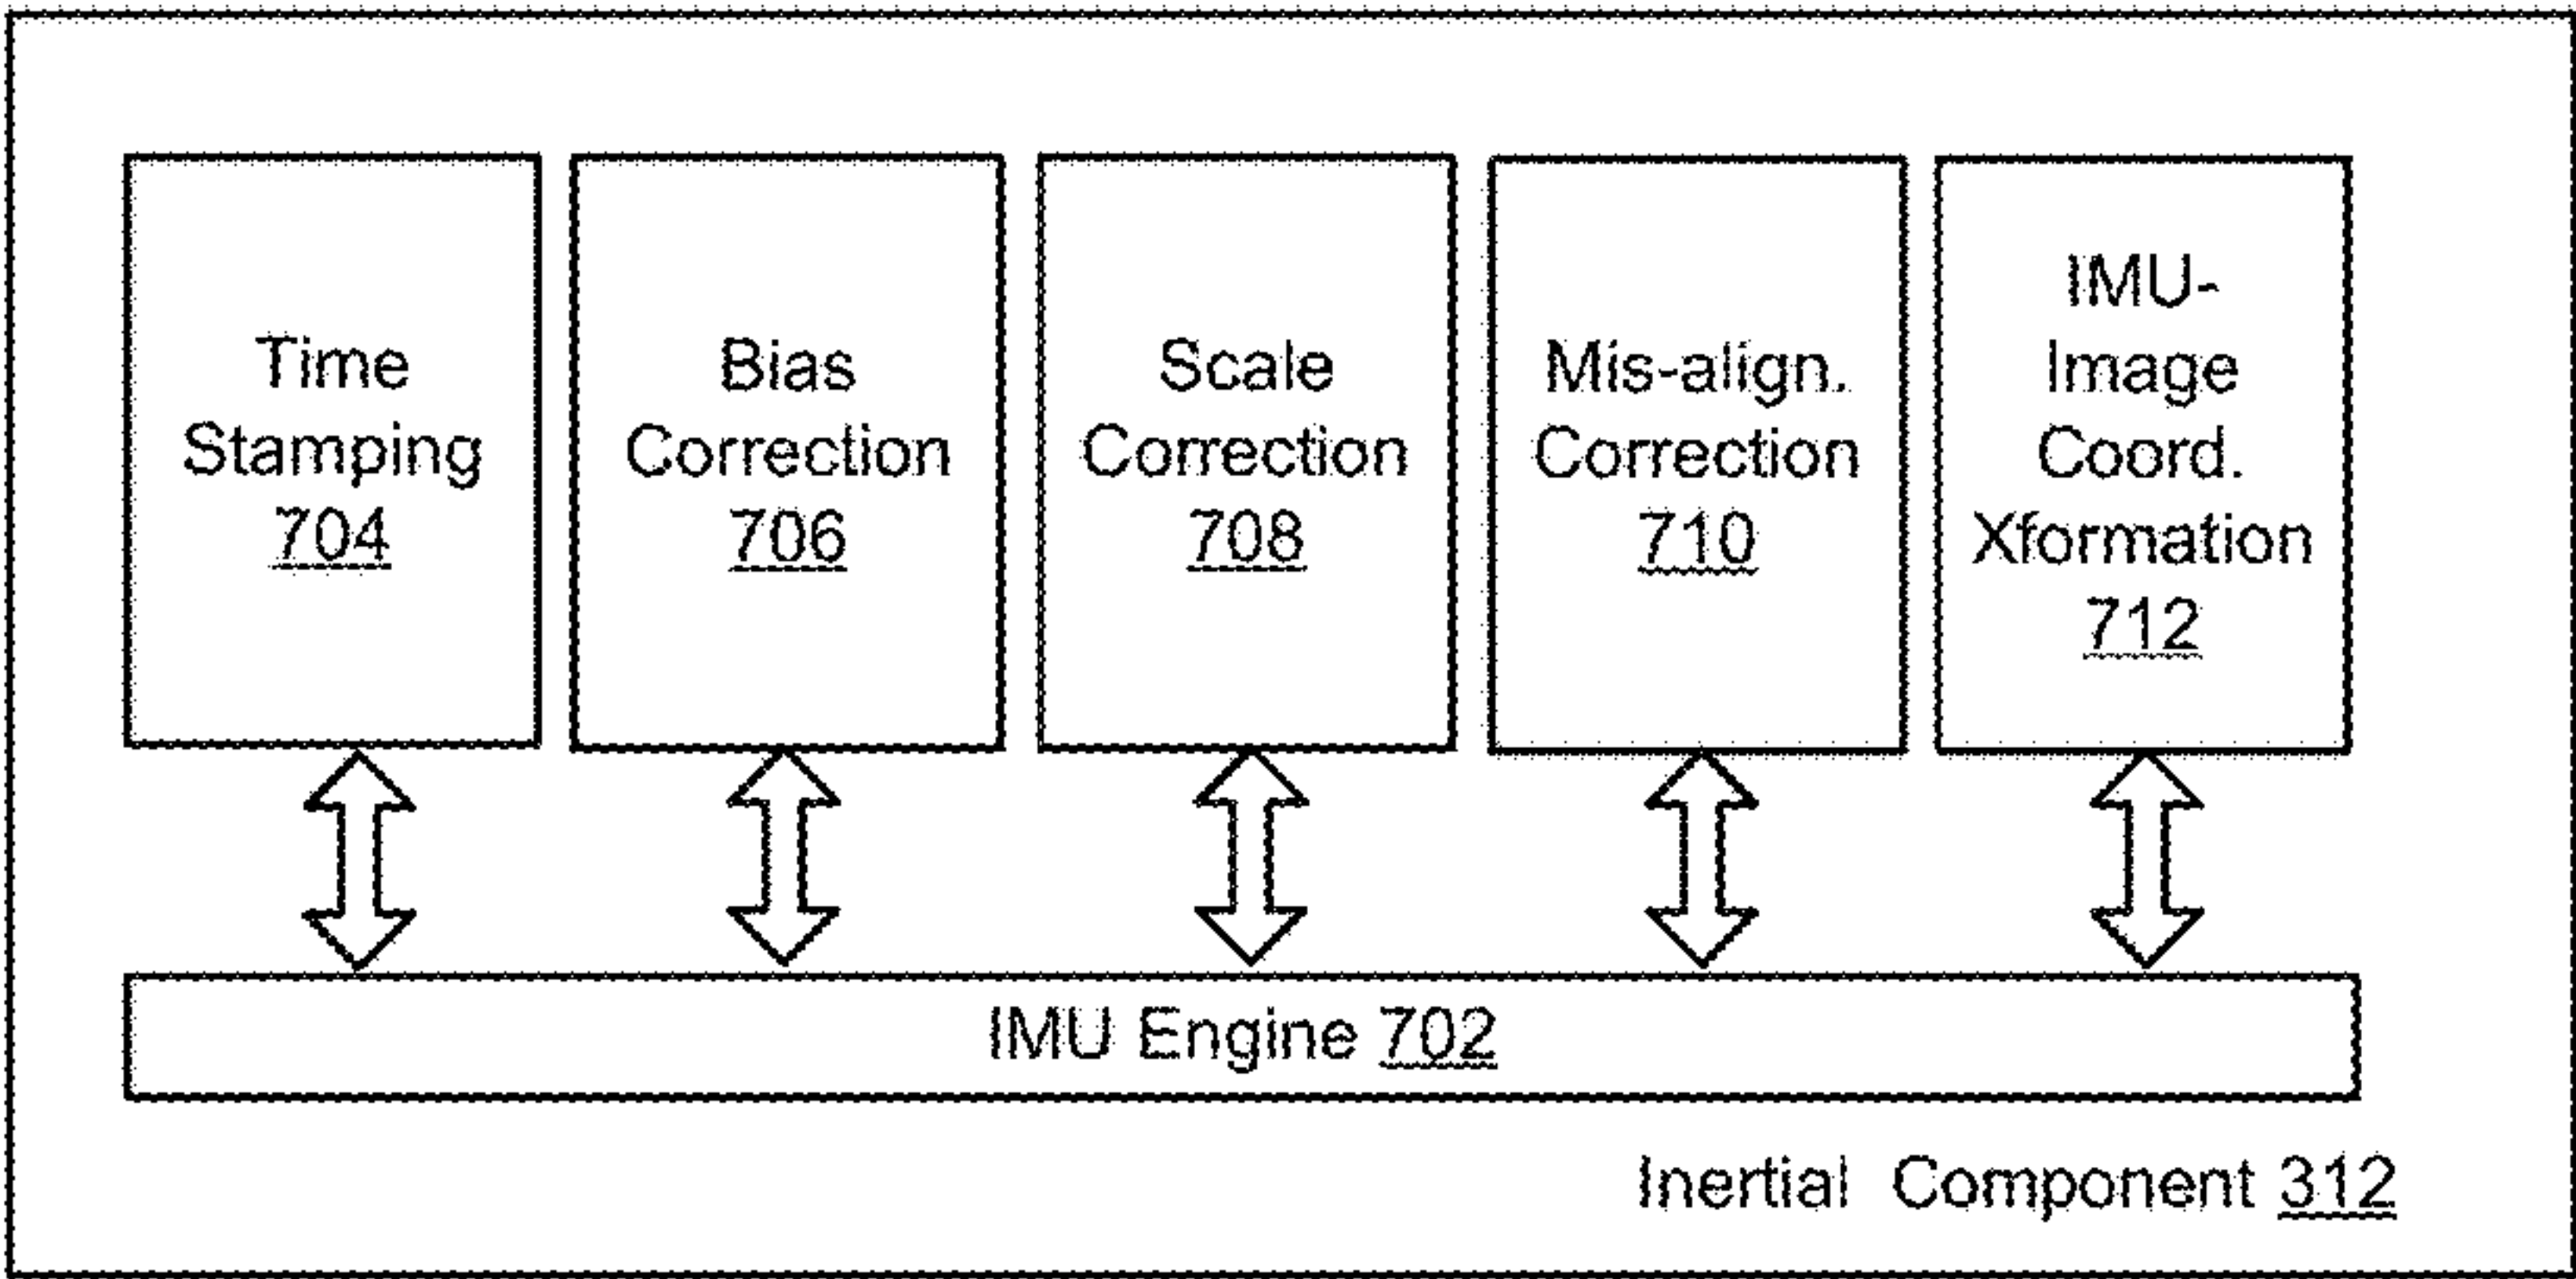 Time
Stamping
704
Bias
Correction
706
Scale
Correction
708
Mis-align.
Correction
710
IMU-
Image
Coord.
Xformation
712
IMU Engine 702
Inertial Component 312